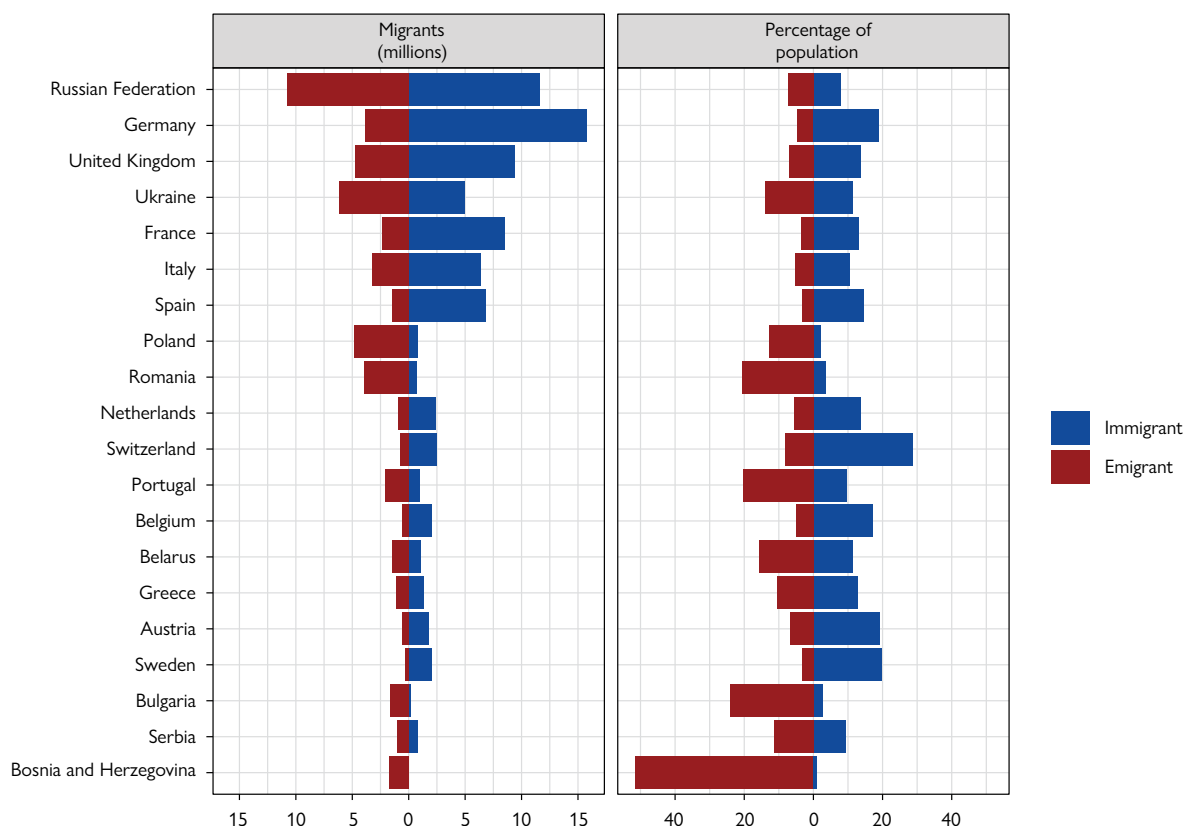 Migrants
(millions)
Percentage of
population
Russian Federation
Germany
United Kingdom
Ukraine
France
Italy
Spain
Poland
Romania
Netherlands
Switzerland
Portugal
Belgium
Belarus
Greece
Austria
Sweden
Bulgaria
Serbia
Bosnia and Herzegovina
15 10 5 0 5 10 15
40 20 0 20 40
Immigrant
Emigrant